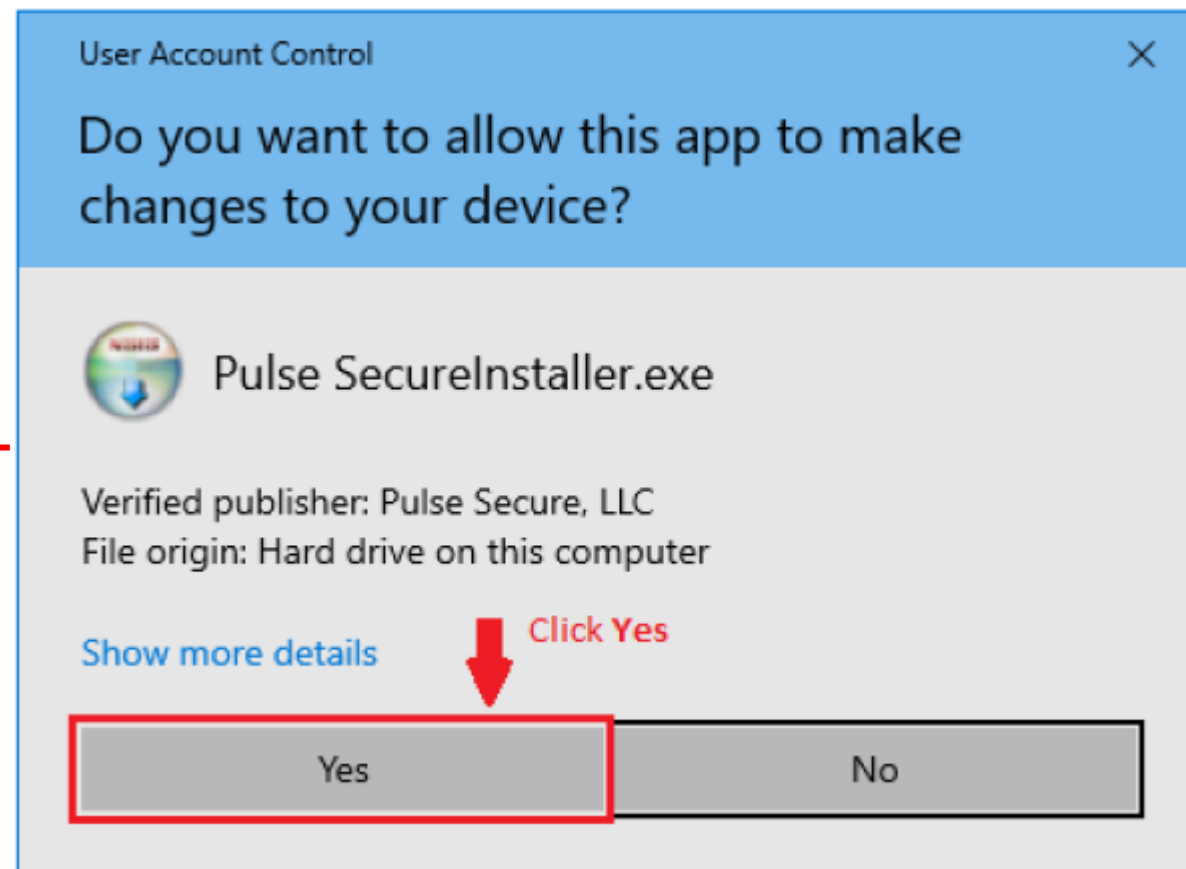 User Account Control
Do you want to allow this app to make
changes to your device?
Pulse SecureInstaller.exe
Verified publisher: Pulse Secure, LLC
File origin: Hard drive on this computer
Click Yes
Show more details
Yes
No